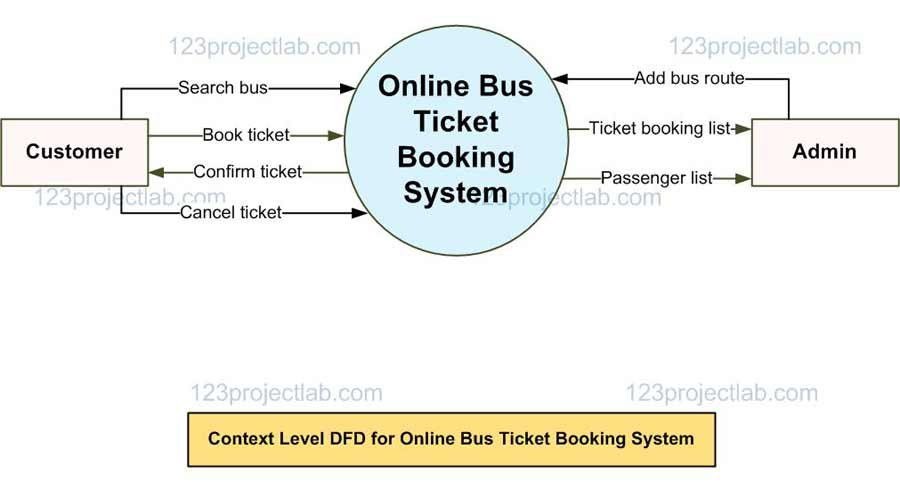 123projectlab.com
123projectlab.com
Search bus
Online Bus
Ticket
Booking
System
Add bus route
Book ticket
Ticket booking list
Customer
Admin
Confirm ticket
Passenger list
123projectlab.com
123projectlab.com
Cancel ticket
123projectlab.com
123projectlab.com
Context Level DFD for Online Bus Ticket Booking System